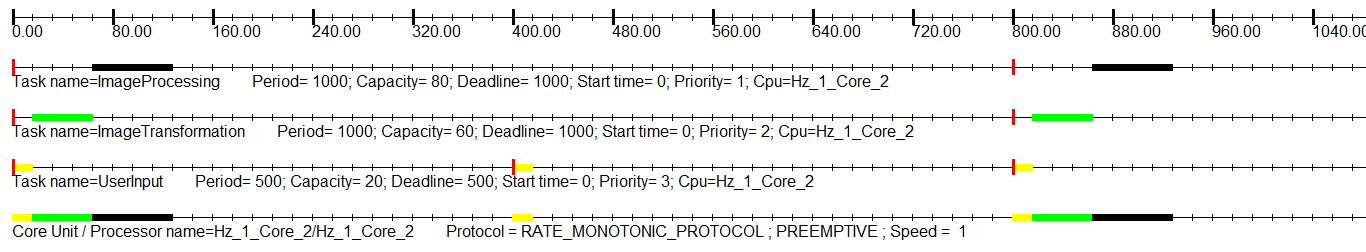 0.00 80.00 160.00 240.00 320.00 400.00 480.00 560.00 640.00 720.00 800.00 880.00 960.00 1040.00
Task name=ImageProcessing Period= 1000; Capacity= 80; Deadline= 1000; Start time= 0; Priority= 1; Cpu=Hz_1_Core_2
Task name=ImageTransformation Period= 1000; Capacity= 60; Deadline= 1000; Start time= 0; Priority= 2; Cpu=Hz_1_Core_2
Task name=UserInput Period= 500; Capacity= 20; Deadline= 500; Start time= 0; Priority= 3; Cpu=Hz_1_Core_2
Core Unit / Processor name=Hz_1_Core_2/Hz_1_Core_2 Protocol = RATE_MONOTONIC_PROTOCOL ; PREEMPTIVE ; Speed = 1